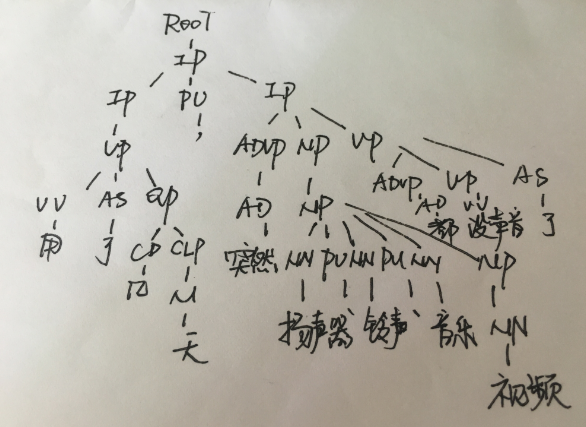 ROOT
IP
IP PU IP
VP , ADVP NP VP
VV AS QP AD NP ADVP VP AS
用 了 CD CLP 突然 NN PU NN PU NN AD 都 VV 没声音 了
四 M 扬声器 、 铃声 、 音乐 NP
天 NN
视频